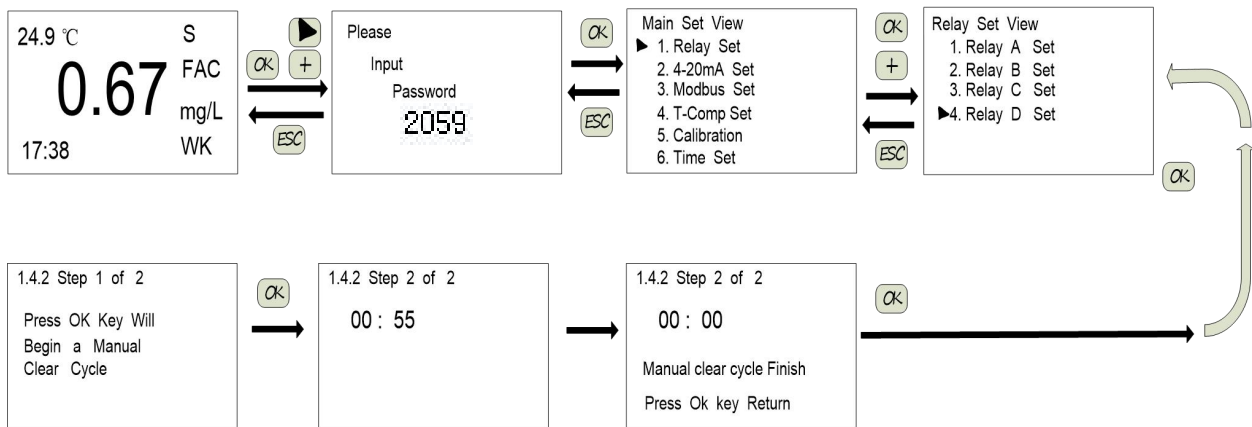 24.9 ℃
S
0.67
FAC
mg/L
17:38
WK
OK
+
ESC
Please
Input
Password
2059
OK
ESC
Main Set View
1. Relay Set
2. 4-20mA Set
3. Modbus Set
4. T-Comp Set
5. Calibration
6. Time Set
OK
+
ESC
Relay Set View
1. Relay A Set
2. Relay B Set
3. Relay C Set
4. Relay D Set
OK
1.4.2 Step 1 of 2
Press OK Key Will
Begin a Manual
Clear Cycle
OK
1.4.2 Step 2 of 2
00 : 55
1.4.2 Step 2 of 2
00 : 00
Manual clear cycle Finish
Press Ok key Return
OK